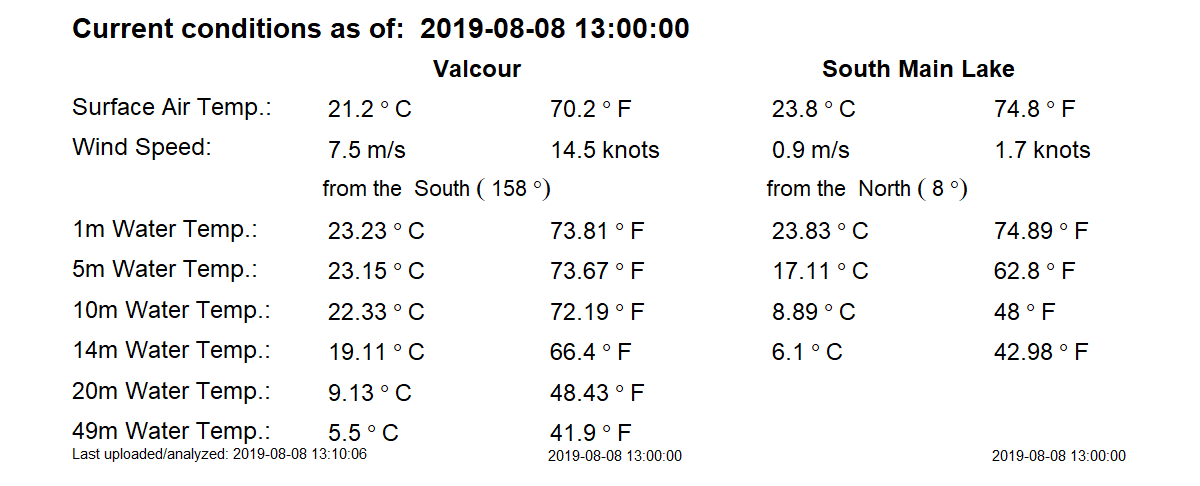 Current conditions as of: 2019-08-08 13:00:00
Valcour South Main Lake
Surface Air Temp.: 21.2 ° C 70.2 ° F 23.8 ° C 74.8 ° F
Wind Speed: 7.5 m/s 14.5 knots 0.9 m/s 1.7 knots
from the South ( 158 °) from the North ( 8 °)
1m Water Temp.: 23.23 ° C 73.81 ° F 23.83 ° C 74.89 ° F
5m Water Temp.: 23.15 ° C 73.67 ° F 17.11 ° C 62.8 ° F
10m Water Temp.: 22.33 ° C 72.19 ° F 8.89 ° C 48 ° F
14m Water Temp.: 19.11 ° C 66.4 ° F 6.1 ° C 42.98 ° F
20m Water Temp.: 9.13 ° C 48.43 ° F
49m Water Temp.: 5.5 ° C 41.9 ° F
Last uploaded/analyzed: 2019-08-08 13:10:06 2019-08-08 13:00:00 2019-08-08 13:00:00